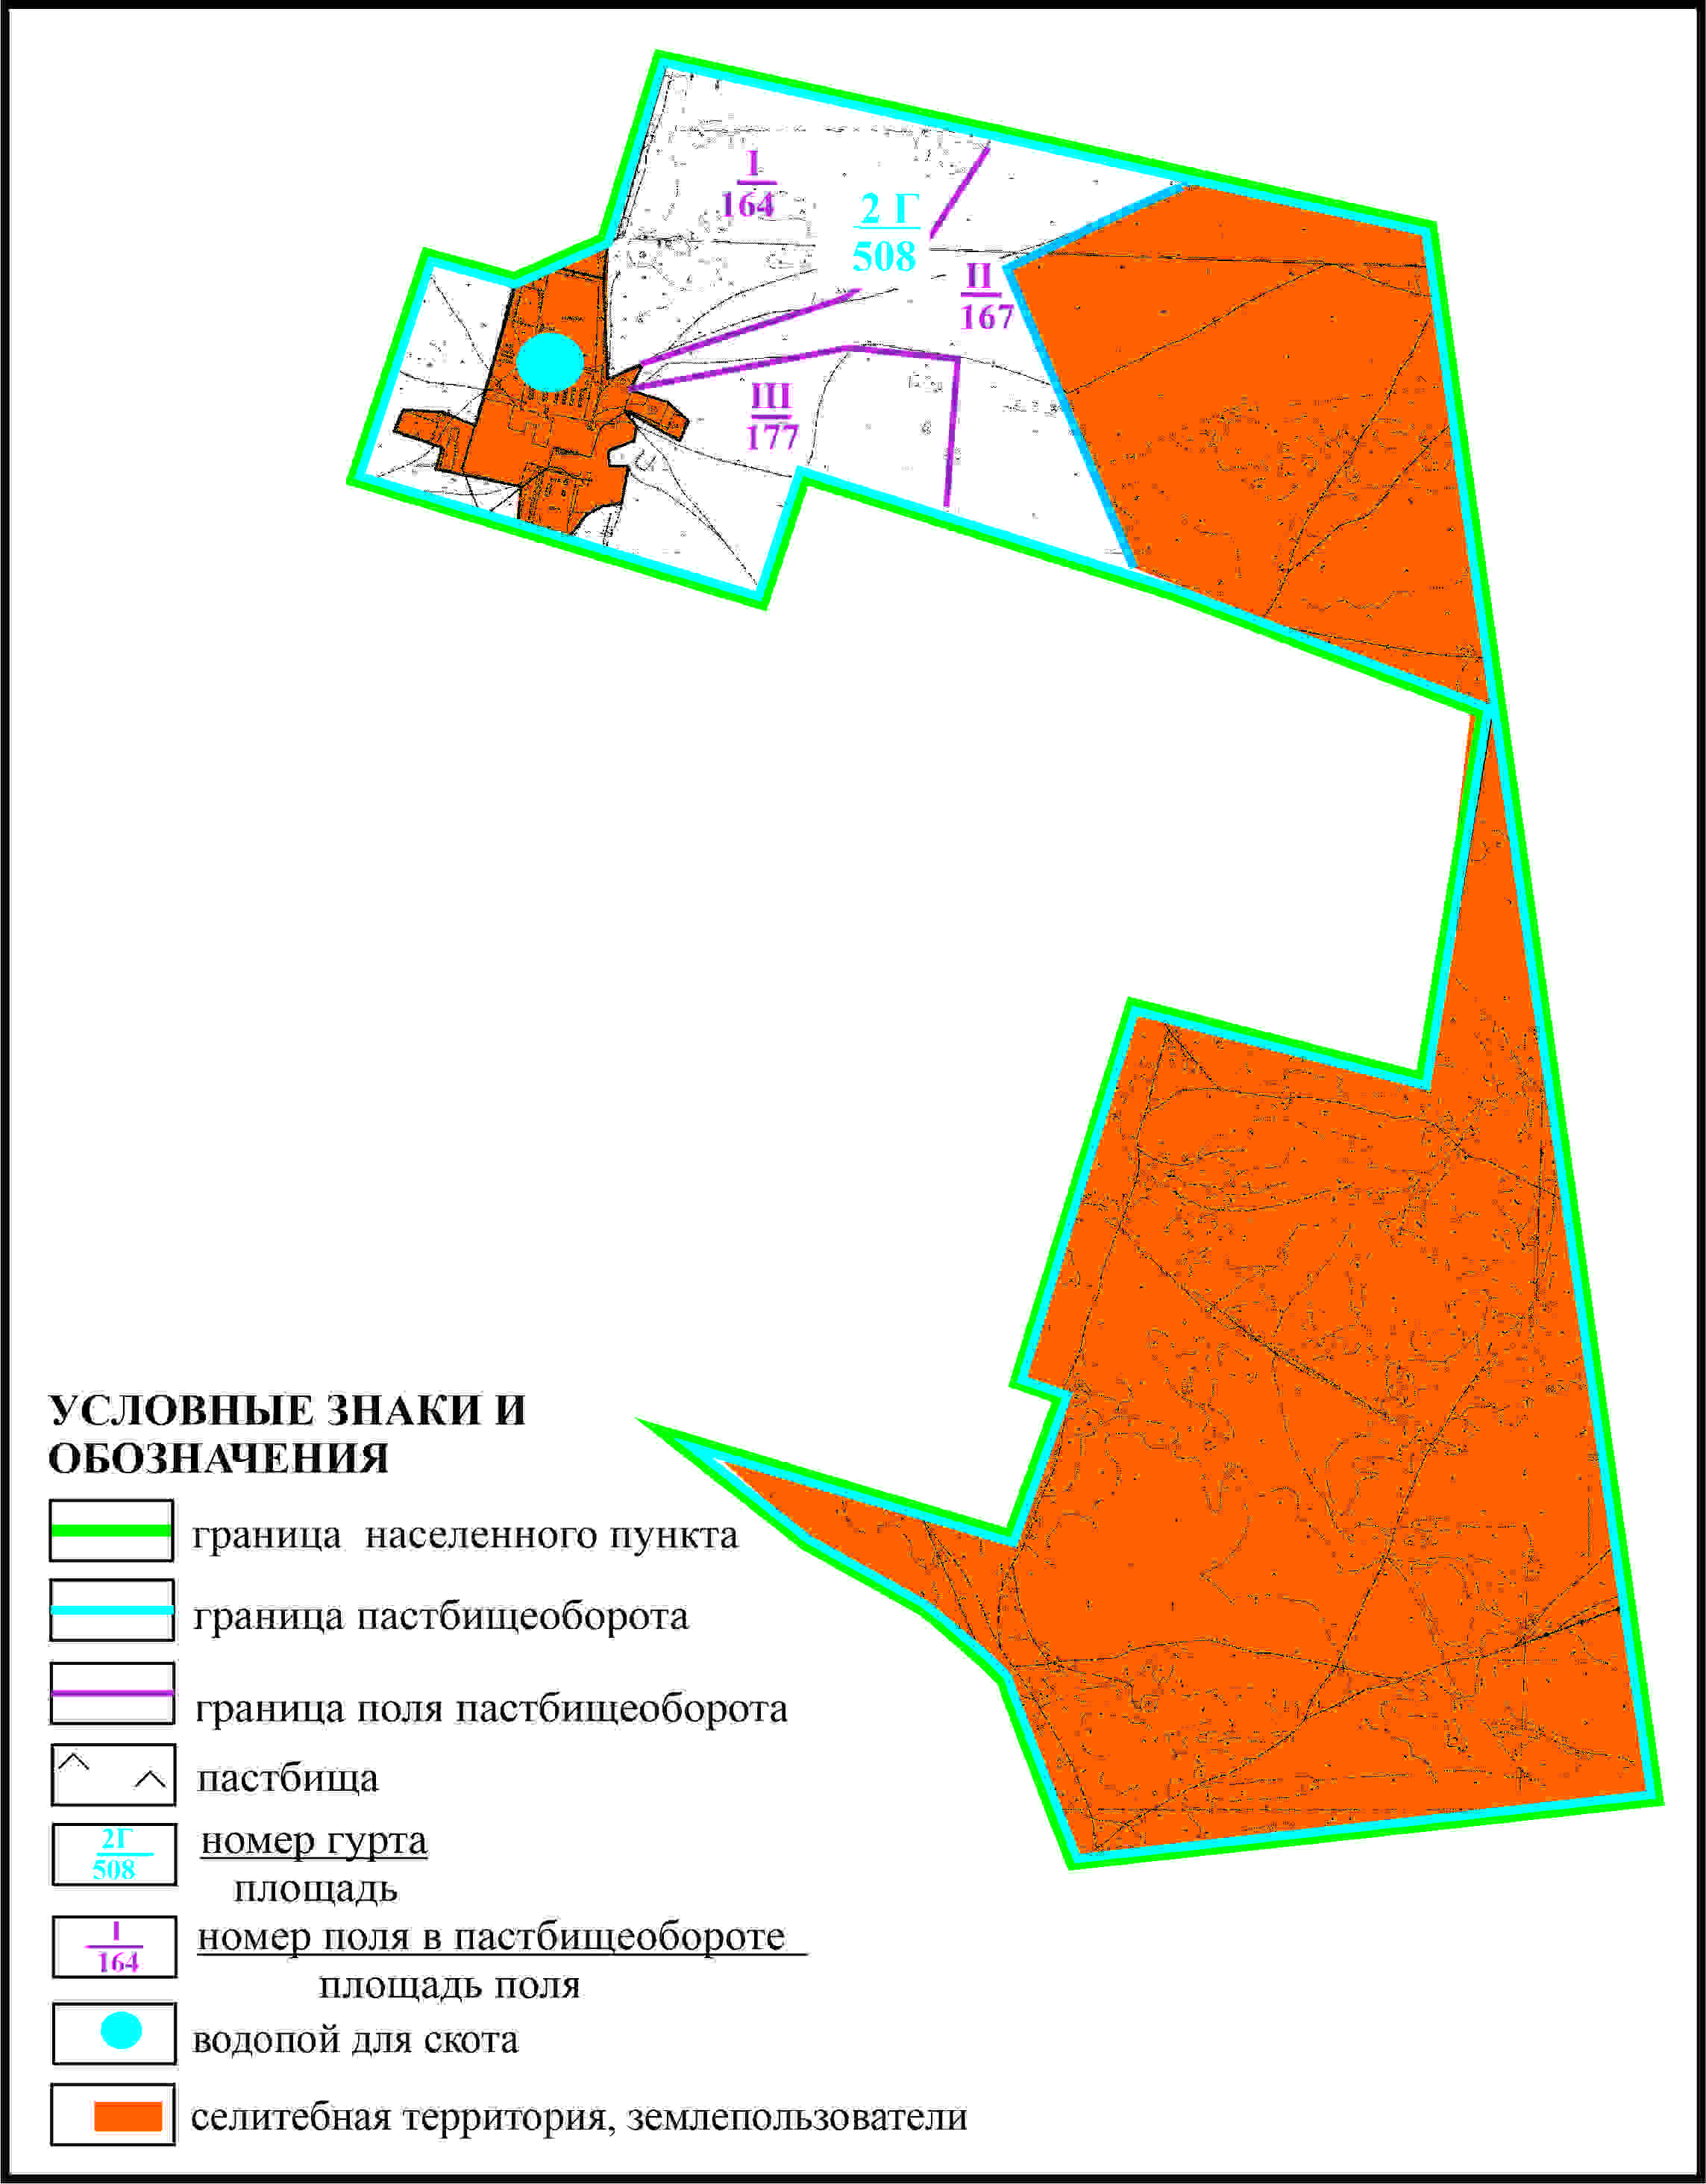 I
164
2 Г
508
II
167
III
177
УСЛОВНЫЕ ЗНАКИ И
ОБОЗНАЧЕНИЯ
граница населенного пункта
граница пастбищеоборота
граница поля пастбищеоборота
пастбища
2Г
508
номер гурта
площадь
I
164
номер поля в пастбищеобороте
площадь поля
водопой для скота
селитебная территория, землепользователи